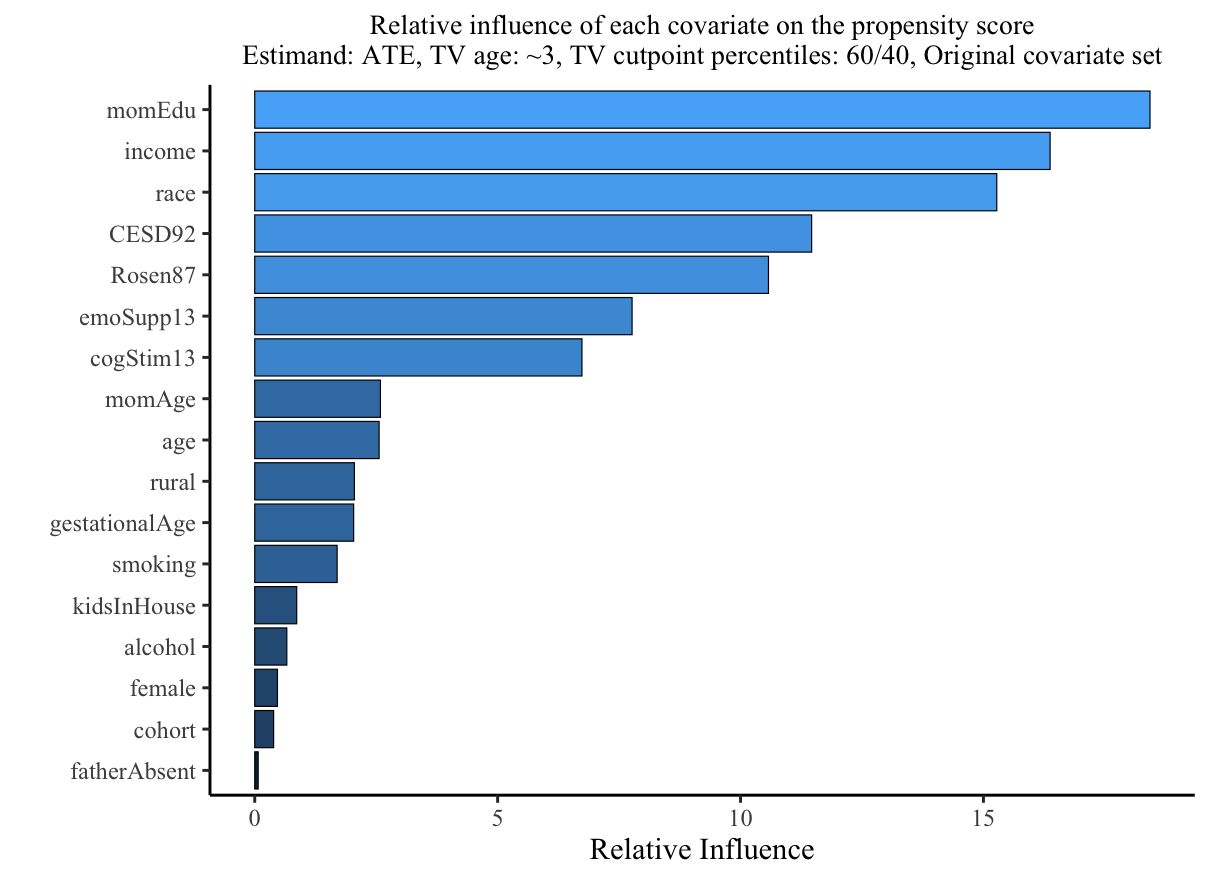 Relative influence of each covariate on the propensity score
Estimand: ATE, TV age: ~3, TV cutpoint percentiles: 60/40, Original covariate set
momEdu
income
race
CESD92
Rosen87
emoSupp13
cogStim13
momAge
age
rural
gestationalAge
smoking
kidsInHouse
alcohol
female
cohort
fatherAbsent
0 5 10 15
Relative Influence